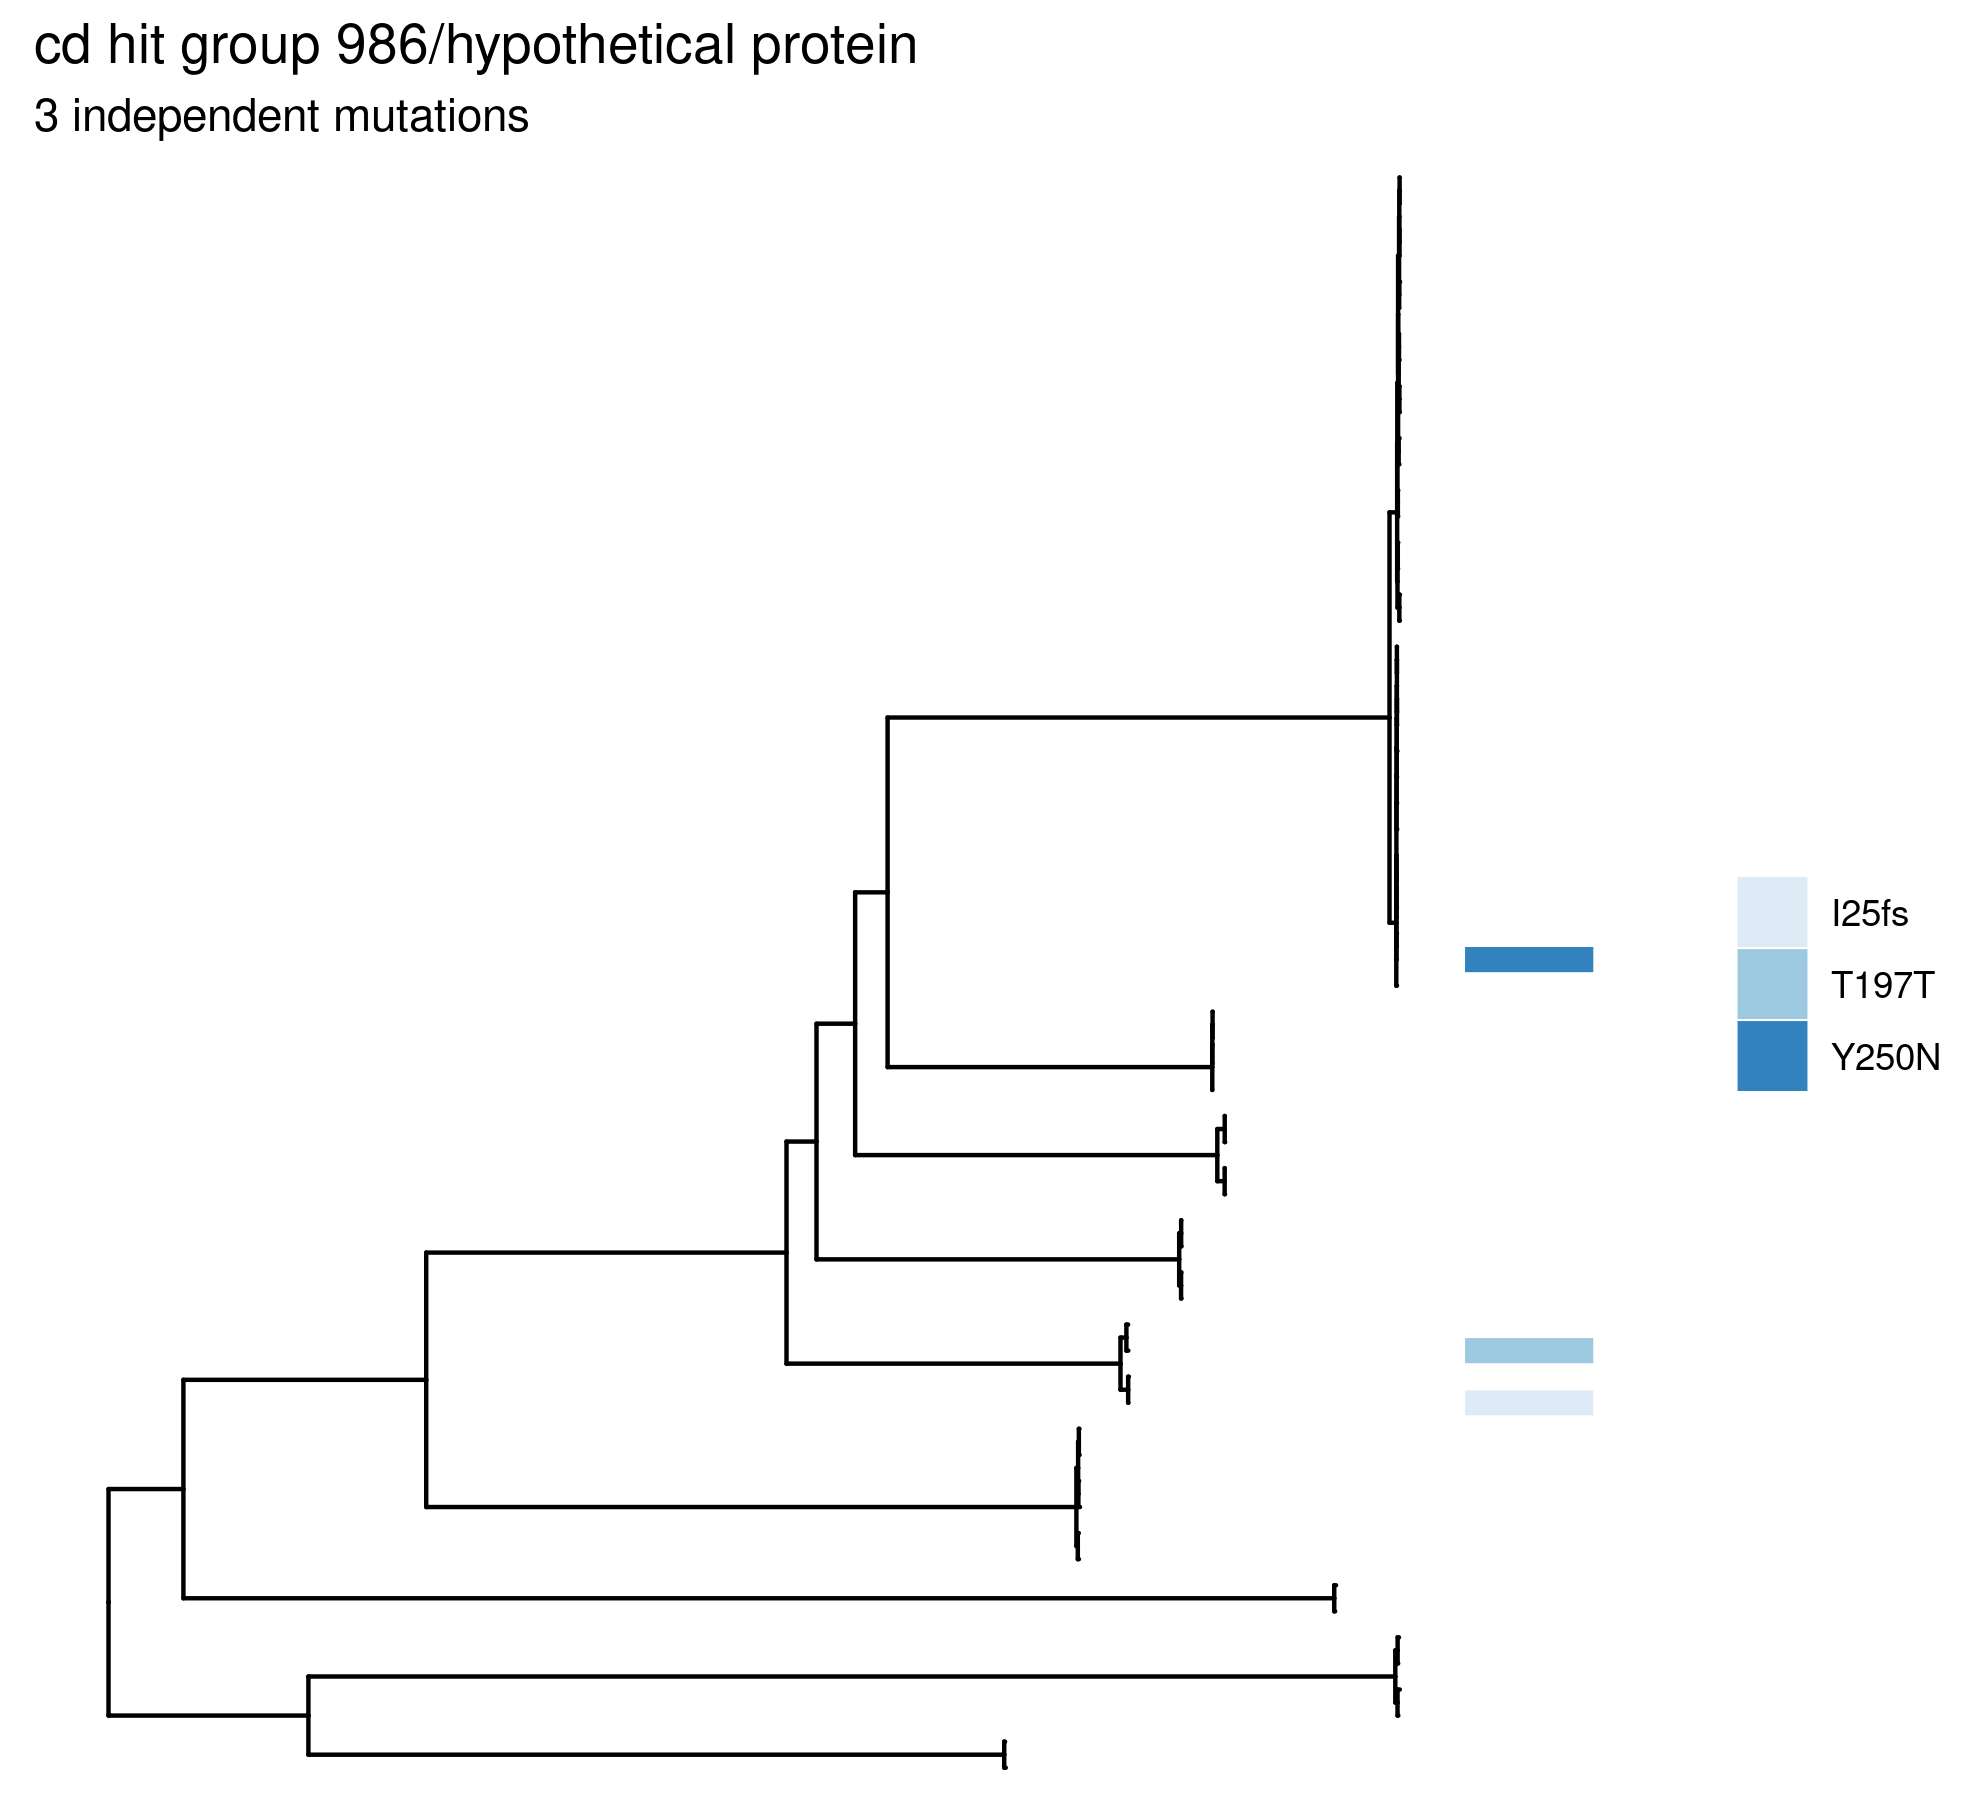 cd hit group 986/hypothetical protein
3 independent mutations
I25fs
T197T
Y250N